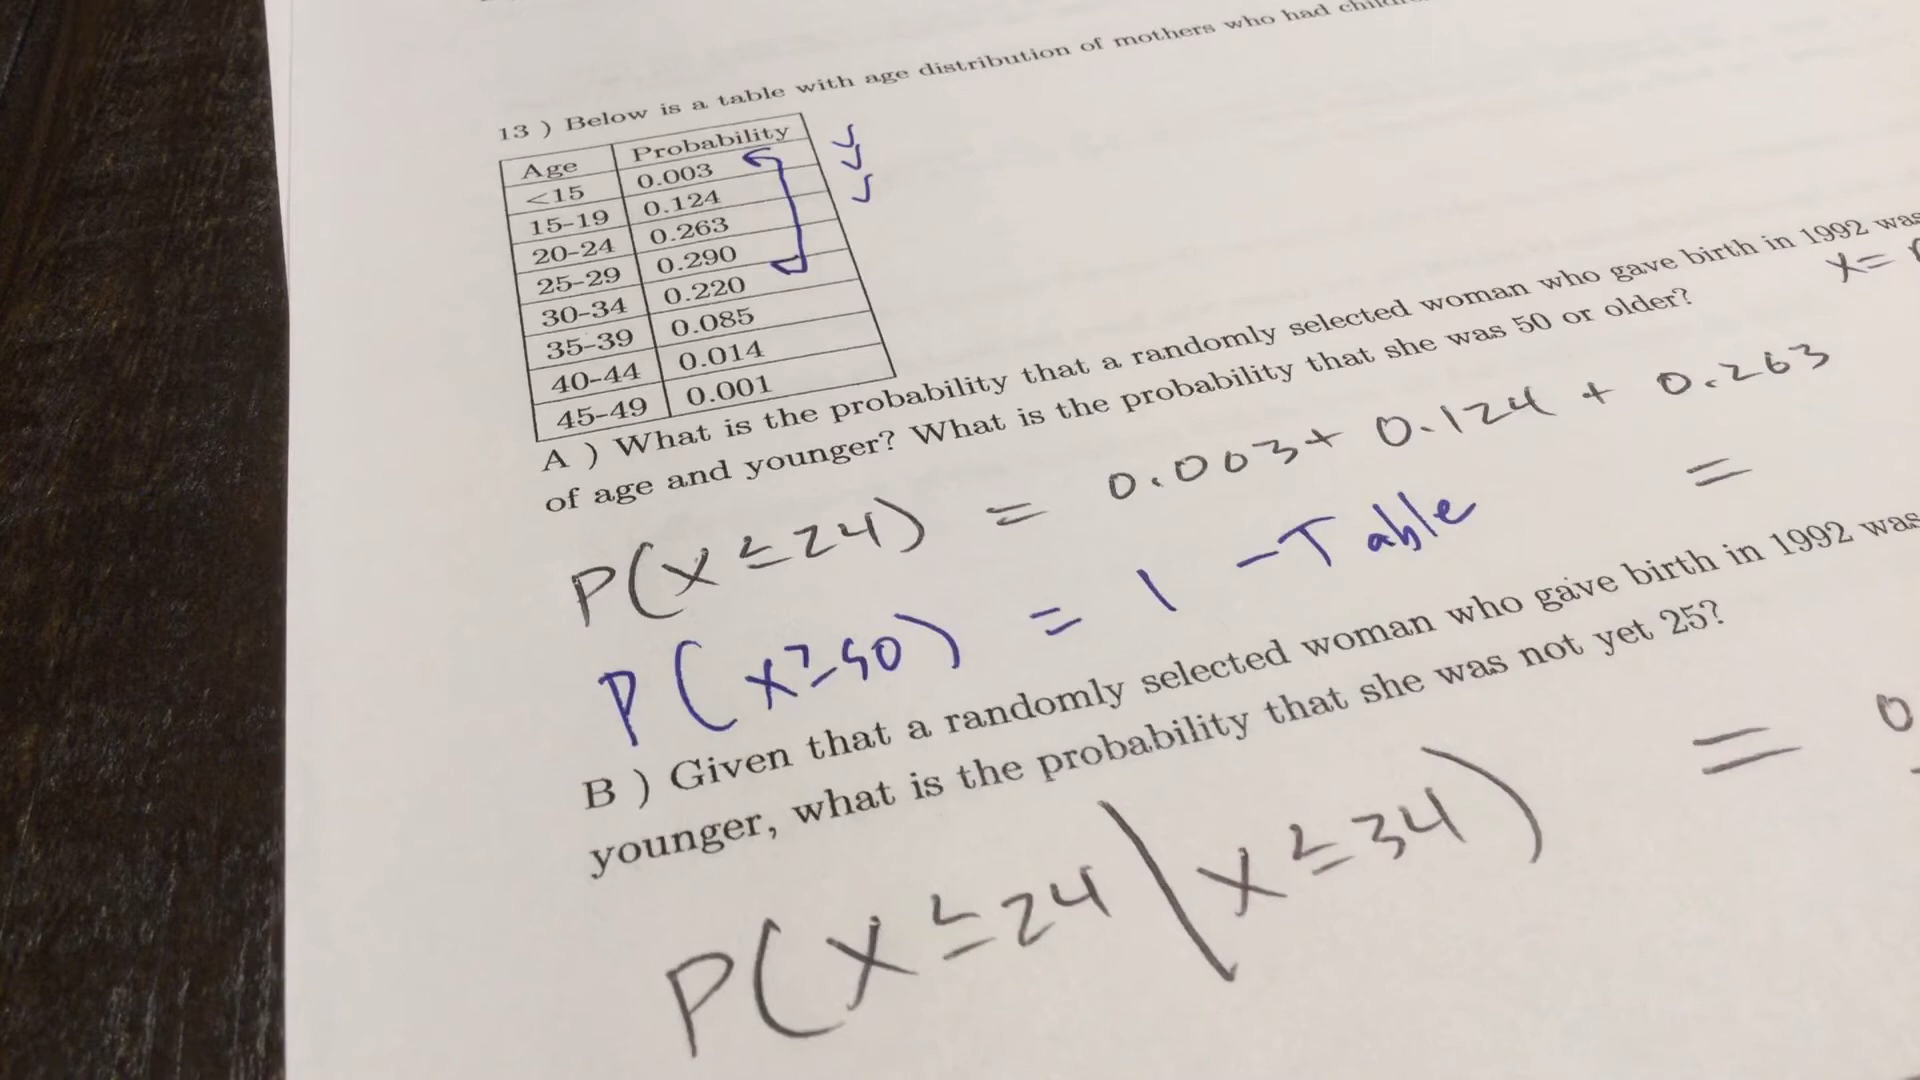 13 ) Below is a table with age distribution of mothers who had
Age Probability
<15 0.003
15-19 0.124
20-24 0.263
25-29 0.290
30-34 0.220
35-39 0.085
40-44 0.014
45-49 0.001
A ) What is the probability that a randomly selected woman who gave birth in 1992 was
x=
of age and younger? What is the probability that she was 50 or older?
P(x≤24) = 0.003+ 0.124 + 0.263
=
P(x≥50) = 1 -Table
B ) Given that a randomly selected woman who gave birth in 1992 was
younger, what is the probability that she was not yet 25?
P(x≤24|x≤34) =